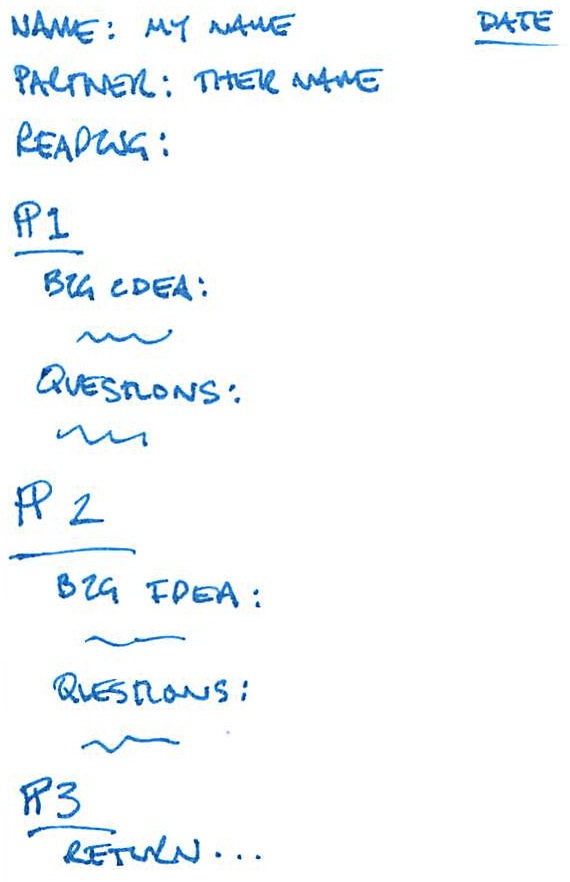 NAME: MY NAME DATE
PARTNER: THEIR NAME
READING:
¶1
BIG IDEA:
QUESTIONS:
¶ 2
BIG IDEA:
QUESTIONS:
¶3
RETURN...